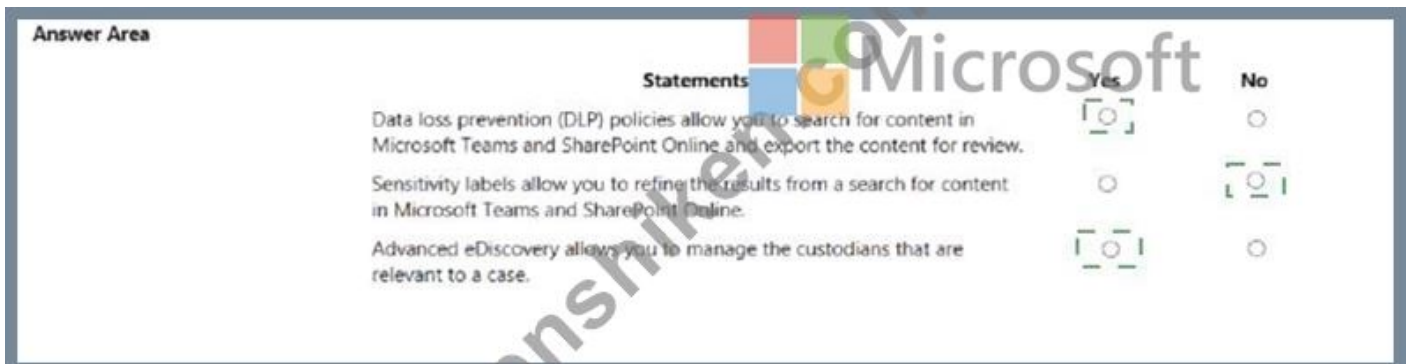 Answer Area
Microsoft
Statements Yes No
Data loss prevention (DLP) policies allow you to search for content in
Microsoft Teams and SharePoint Online and export the content for review.
Sensitivity labels allow you to refine the results from a search for content
in Microsoft Teams and SharePoint Online.
Advanced eDiscovery allows you to manage the custodians that are
relevant to a case.